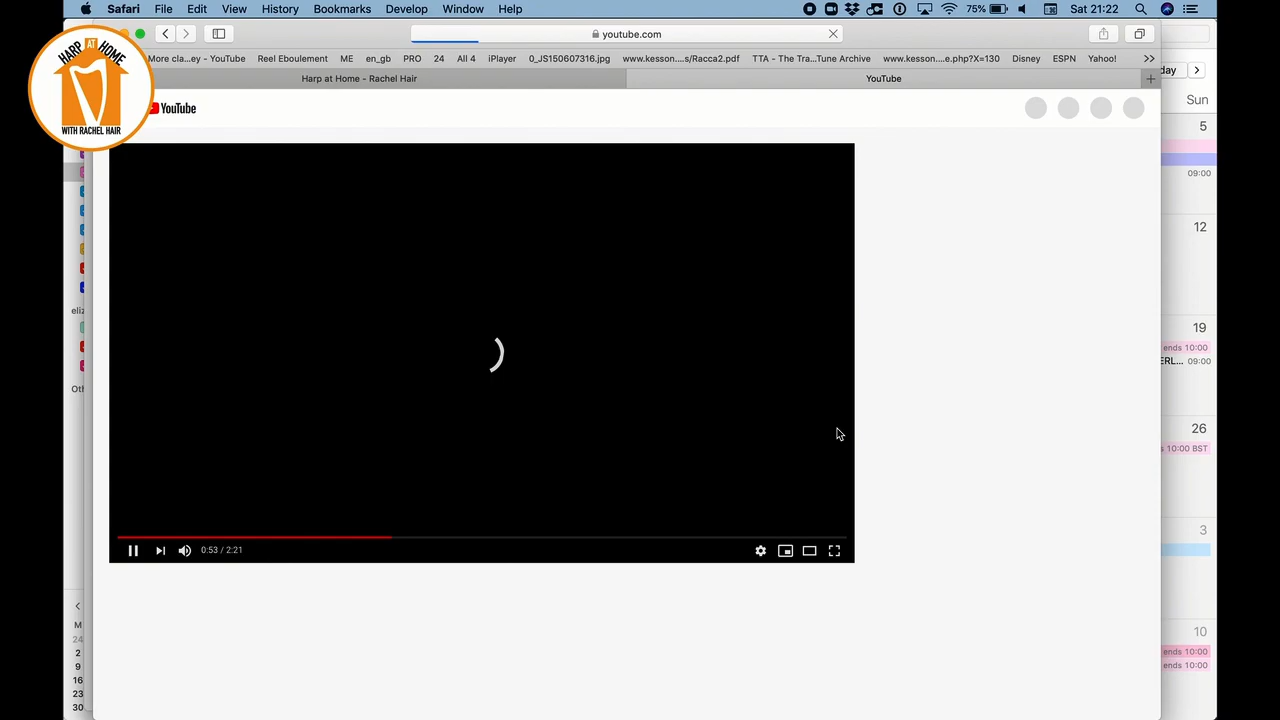 Safari File Edit View History Bookmarks Develop Window Help 75% Sat 21:22
HARP AT HOME
WITH RACHEL HAIR
youtube.com
More cla...ey - YouTube Reel Eboulement ME en_gb PRO 24 All 4 iPlayer 0_JS150607316.jpg www.kesson....s/Racca2.pdf TTA - The Tra...Tune Archive www.kesson....e.php?X=130 Disney ESPN Yahoo! >>
Harp at Home - Rachel Hair YouTube
YouTube
0:53 / 2:21
day
Sun
5
09:00
12
19
ends 10:00
ERL... 09:00
26
s 10:00 BST
3
10
ends 10:00
ends 10:00
eliz
Oth
M
24
2
9
16
23
30